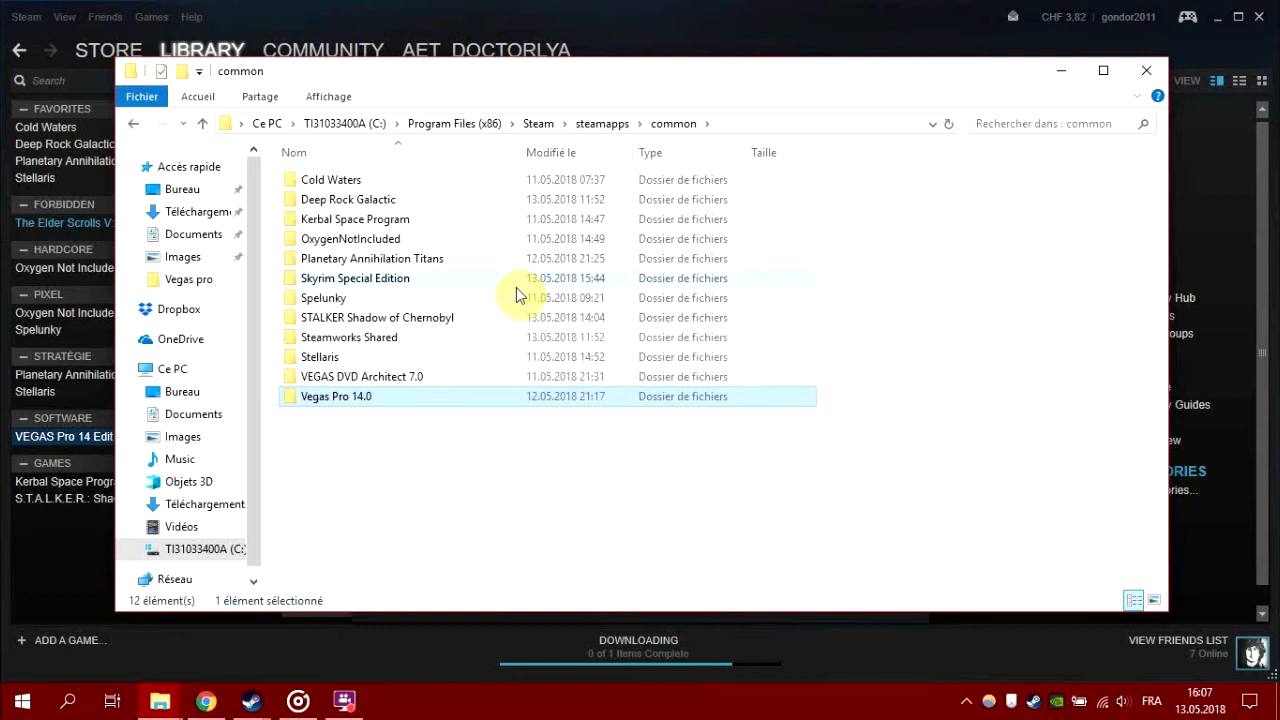 Steam View Friends Games Help
CHF 3,82 gondor2011
STORE LIBRARY COMMUNITY AET_DOCTORLYA
Search
VIEW
FAVORITES
Cold Waters
Deep Rock Galactic
Planetary Annihilatio
Stellaris
FORBIDDEN
The Elder Scrolls V:
HARDCORE
Oxygen Not Include
PIXEL
Oxygen Not Include
Spelunky
STRATÉGIE
Planetary Annihilatio
Stellaris
SOFTWARE
VEGAS Pro 14 Edit
GAMES
Kerbal Space Progra
S.T.A.L.K.E.R.: Sha
common
Fichier Accueil Partage Affichage
Ce PC TI31033400A (C:) Program Files (x86) Steam steamapps common
Rechercher dans : common
Nom Modifié le Type Taille
Accès rapide
Bureau
Téléchargem
Documents
Images
Vegas pro
Dropbox
OneDrive
Ce PC
Bureau
Documents
Images
Music
Objets 3D
Téléchargement
Vidéos
TI31033400A (C:)
Réseau
Cold Waters 11.05.2018 07:37 Dossier de fichiers
Deep Rock Galactic 13.05.2018 11:52 Dossier de fichiers
Kerbal Space Program 11.05.2018 14:47 Dossier de fichiers
OxygenNotIncluded 11.05.2018 14:49 Dossier de fichiers
Planetary Annihilation Titans 12.05.2018 21:25 Dossier de fichiers
Skyrim Special Edition 13.05.2018 15:44 Dossier de fichiers
Spelunky 11.05.2018 09:21 Dossier de fichiers
STALKER Shadow of Chernobyl 13.05.2018 14:04 Dossier de fichiers
Steamworks Shared 13.05.2018 11:52 Dossier de fichiers
Stellaris 11.05.2018 14:52 Dossier de fichiers
VEGAS DVD Architect 7.0 11.05.2018 21:31 Dossier de fichiers
Vegas Pro 14.0 12.05.2018 21:17 Dossier de fichiers
12 élément(s) 1 élément sélectionné
y Hub
oups
y Guides
ew
RIES
ries...
ADD A GAME...
DOWNLOADING
0 of 1 Items Complete
VIEW FRIENDS LIST
7 Online
FRA
16:07
13.05.2018